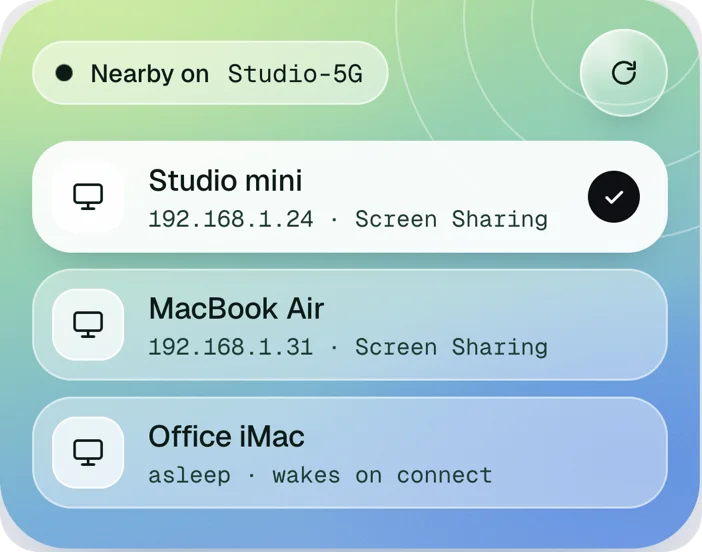 Nearby on Studio-5G
Studio mini
192.168.1.24 · Screen Sharing
MacBook Air
192.168.1.31 · Screen Sharing
Office iMac
asleep · wakes on connect